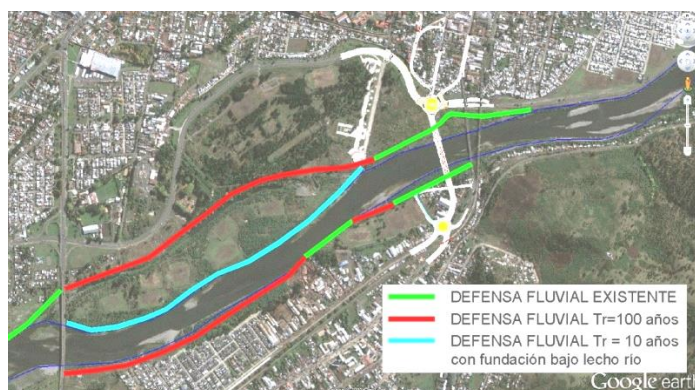 DEFENSA FLUVIAL EXISTENTE
DEFENSA FLUVIAL Tr=100 años
DEFENSA FLUVIAL Tr = 10 años
con fundación bajo lecho río
Google eart